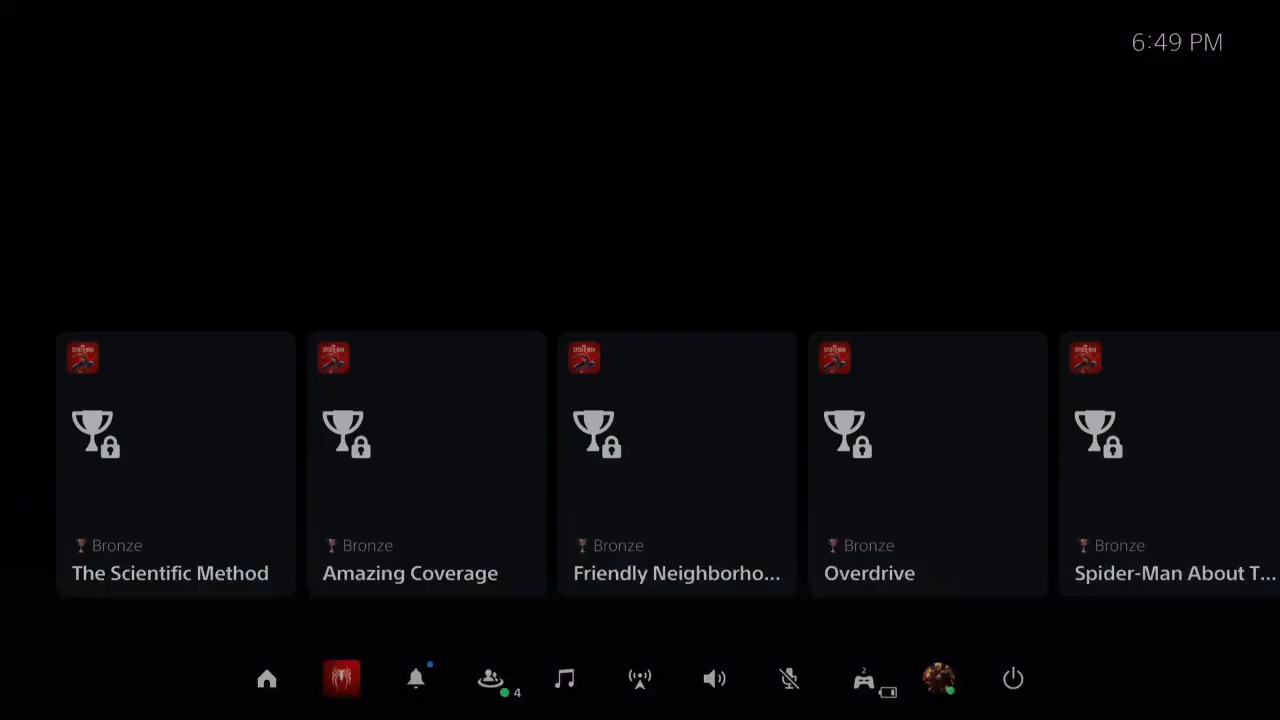 6:49 PM
Bronze
The Scientific Method
Bronze
Amazing Coverage
Bronze
Friendly Neighborho...
Bronze
Overdrive
Bronze
Spider-Man About T...
4
2